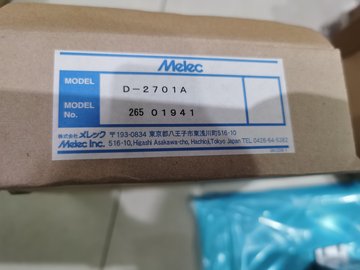 Melec
MODEL D-2701A
MODEL No. 265 01941
株式会社 メレック 〒193-0834 東京都八王子市東浅川町516-10
Melec Inc. 516-10, Higashi Asakawa-cho, Hachioji, Tokyo Japan TEL 0426-64-5382